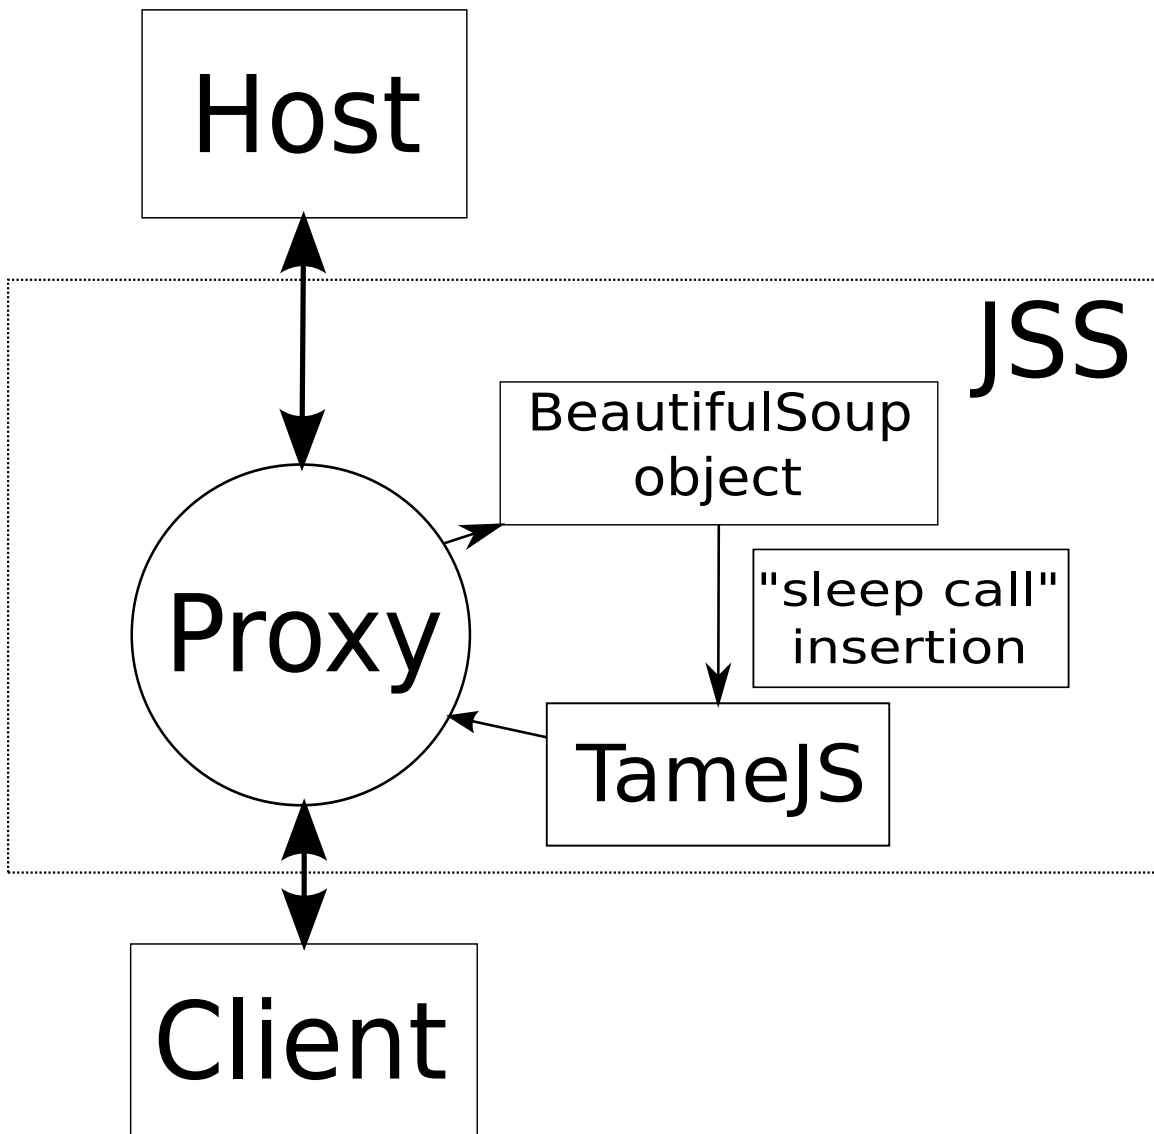 Host
JSS
BeautifulSoup
object
"sleep call"
insertion
Proxy
TameJS
Client